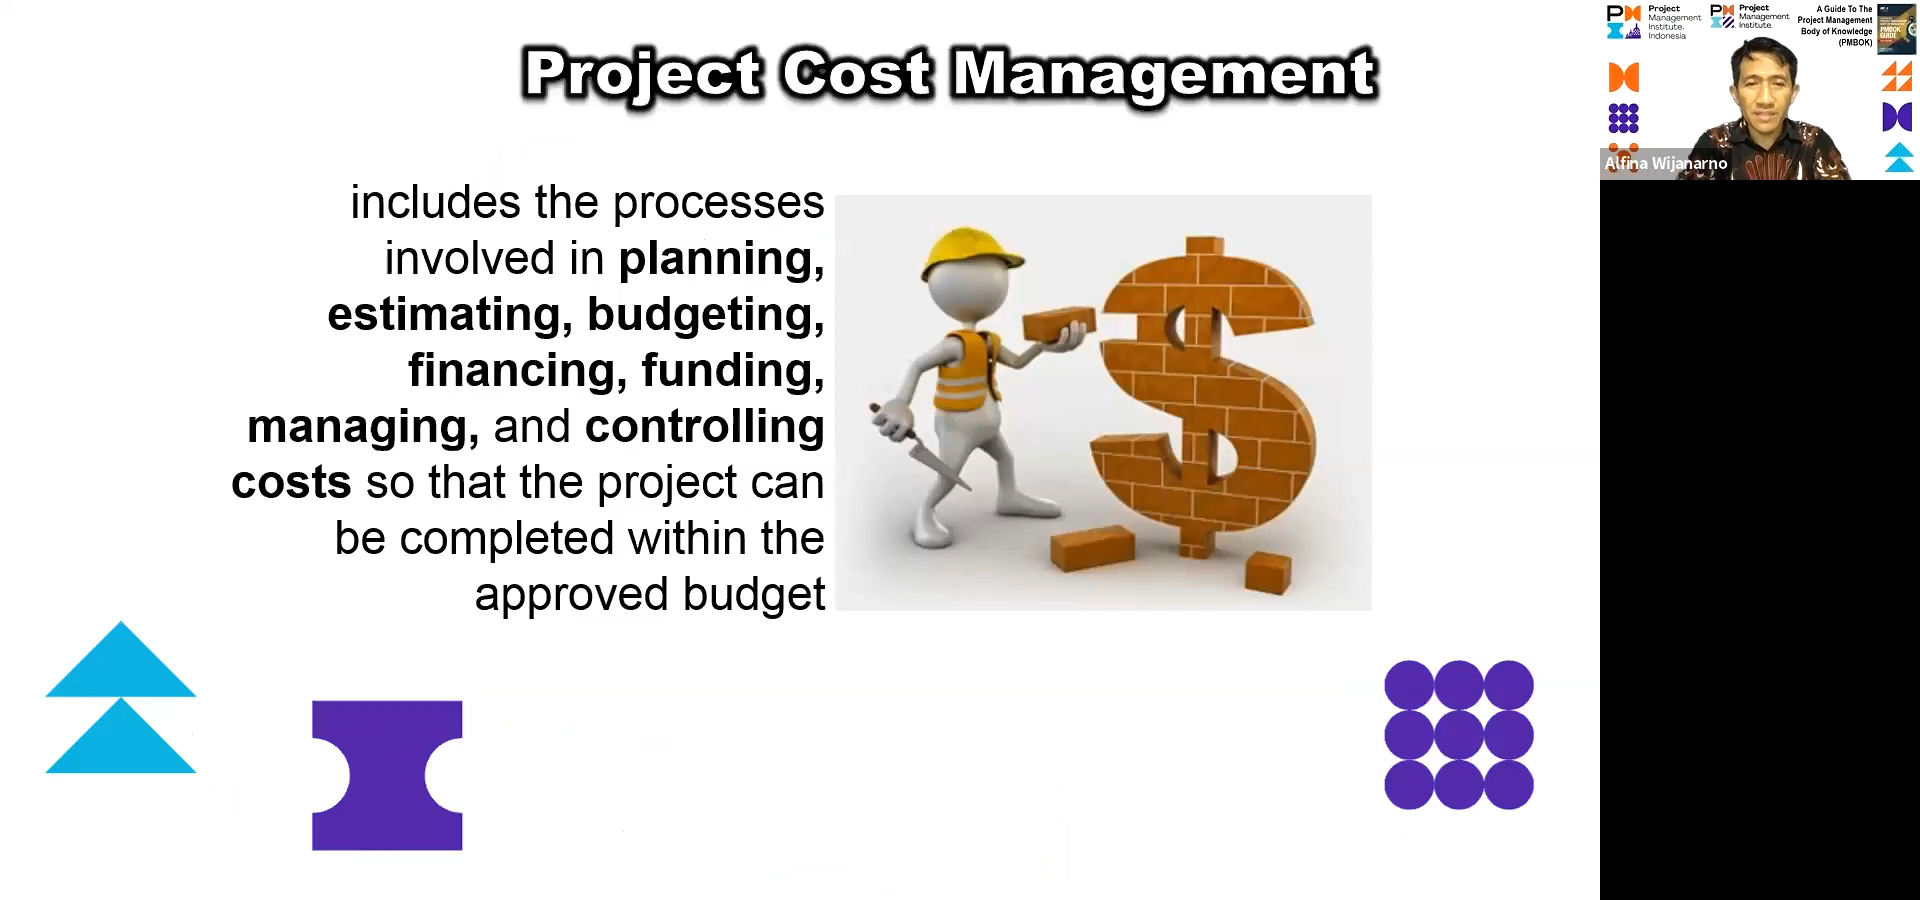 Project Cost Management
includes the processes
involved in planning,
estimating, budgeting,
financing, funding,
managing, and controlling
costs so that the project can
be completed within the
approved budget
Project
Management
Institute.
Indonesia
Project
Management
Institute.
A Guide To The
Project Management
Body of Knowledge
(PMBOK)
PMBOK
GUIDE
Alfina Wijanarno